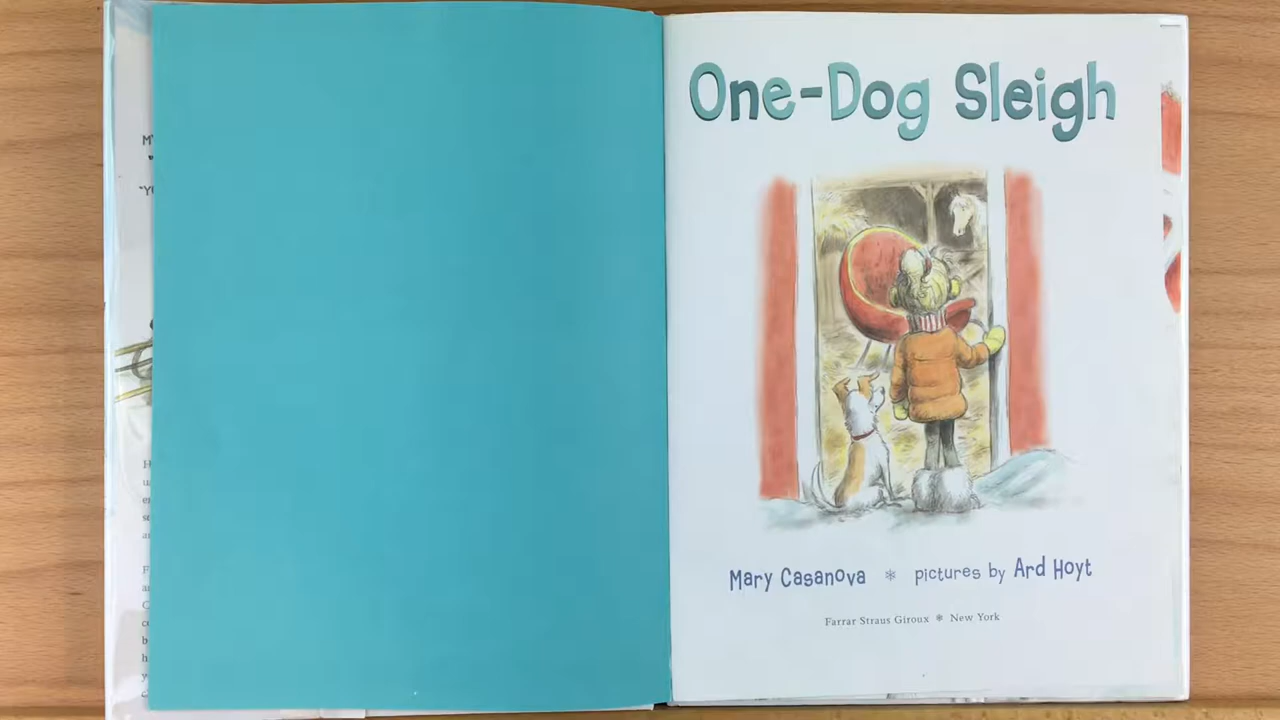 One-Dog Sleigh
Mary Casanova ❄ pictures by Ard Hoyt
Farrar Straus Giroux ❄ New York